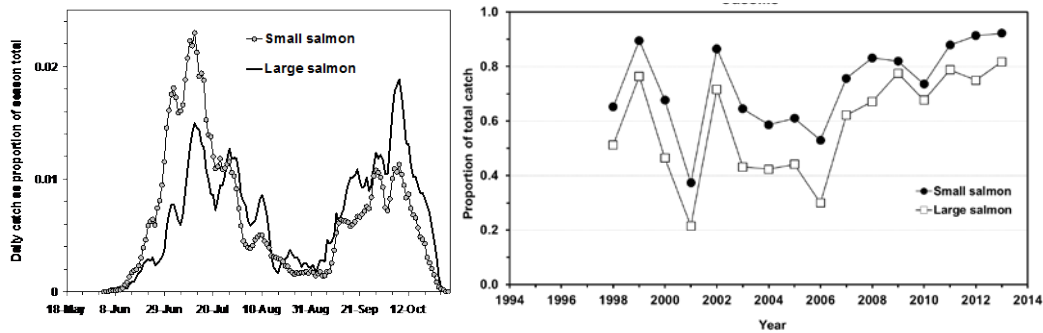 Daily catch as proportion of season total
0.02
0.01
0
Small salmon
Large salmon
18-May
8-Jun
29-Jun
20-Jul
10-Aug
31-Aug
21-Sep
12-Oct
Proportion of total catch
1.0
0.8
0.6
0.4
0.2
0.0
Small salmon
Large salmon
1994
1996
1998
2000
2002
2004
2006
2008
2010
2012
2014
Year